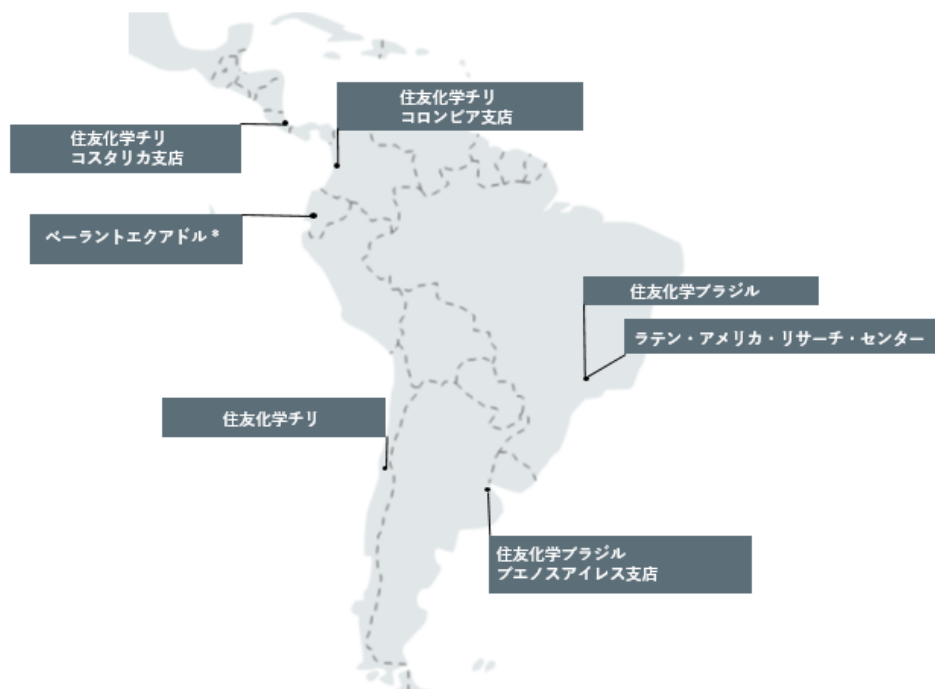 住友化学チリ
コロンビア支店
住友化学チリ
コスタリカ支店
ベーラントエクアドル *
住友化学ブラジル
ラテン・アメリカ・リサーチ・センター
住友化学チリ
住友化学ブラジル
ブエノスアイレス支店